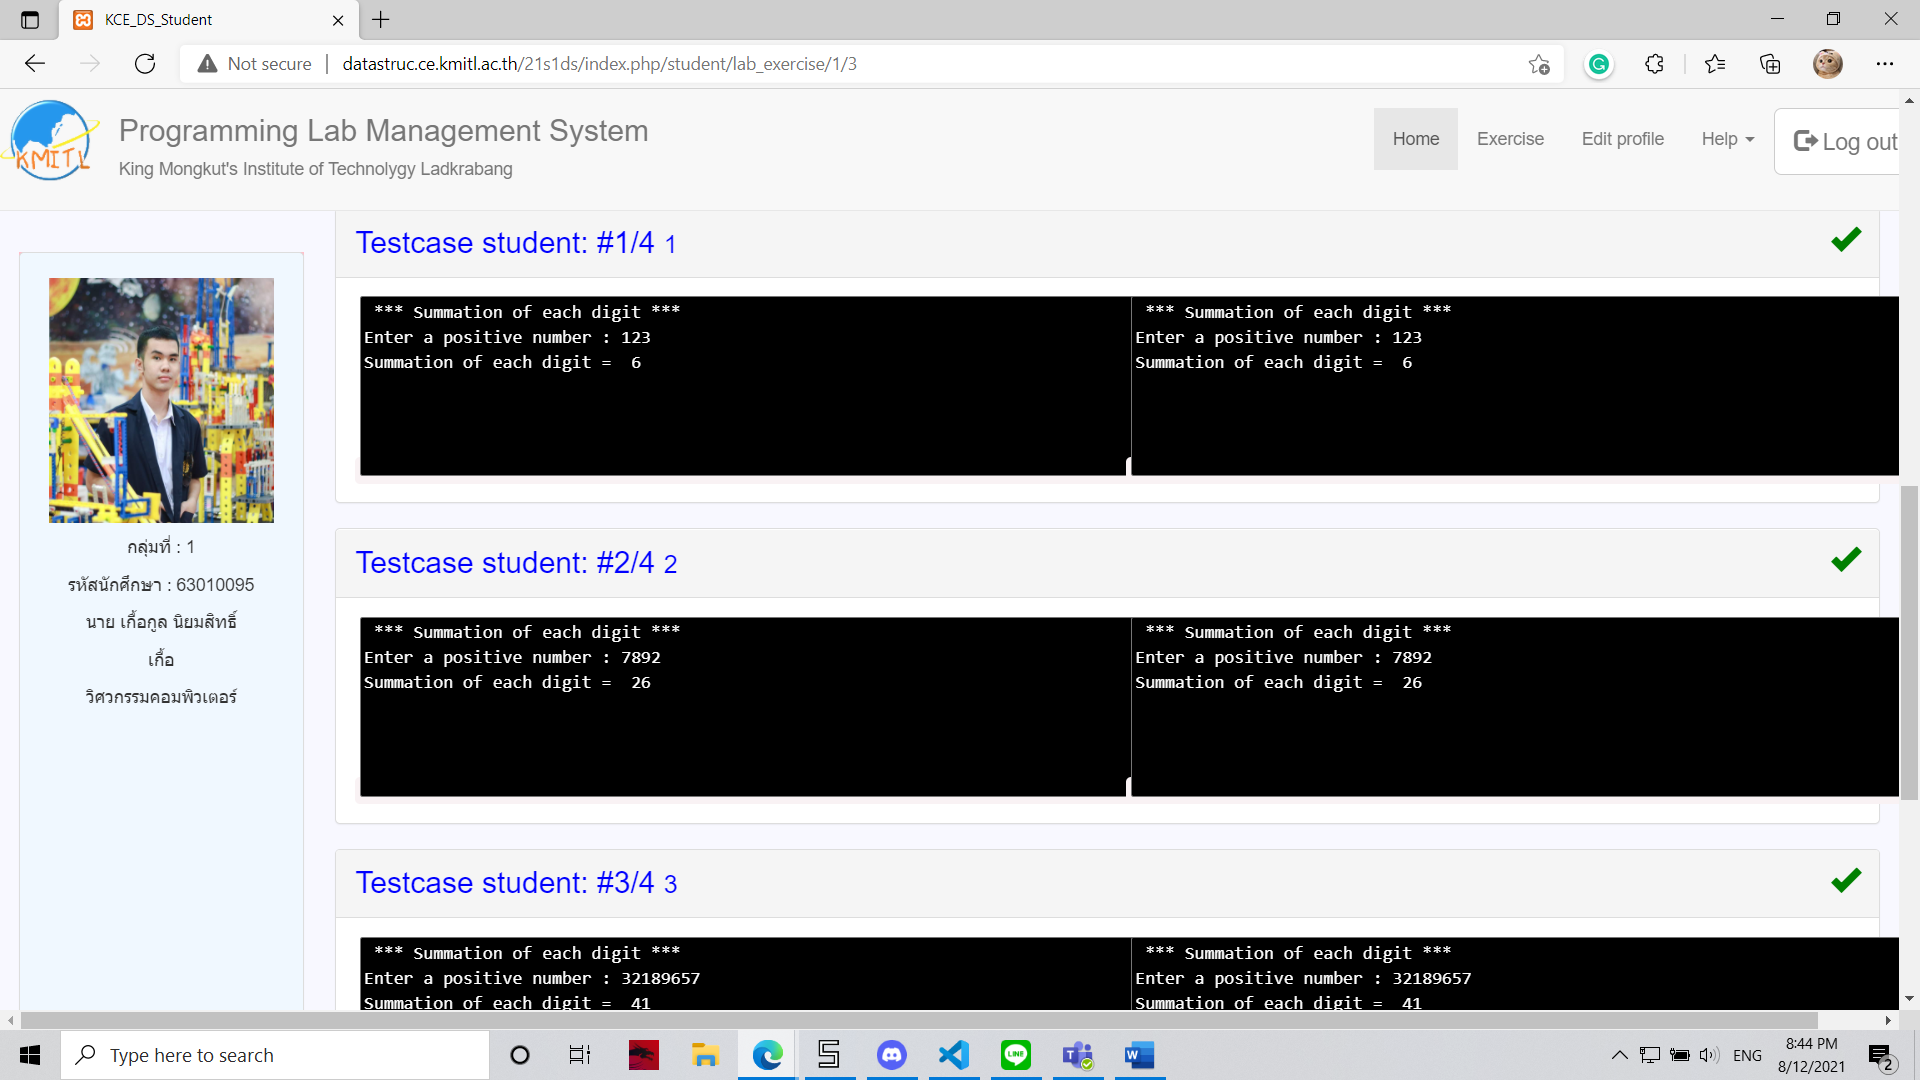 KCE_DS_Student
Not secure
datastruc.ce.kmitl.ac.th/21s1ds/index.php/student/lab_exercise/1/3
KMITL
Programming Lab Management System
King Mongkut's Institute of Technolygy Ladkrabang
Home
Exercise
Edit profile
Help
Log out
กลุ่มที่ : 1
รหัสนักศึกษา : 63010095
นาย เกื้อกูล นิยมสิทธิ์
เกื้อ
วิศวกรรมคอมพิวเตอร์
Testcase student: #1/4 1
*** Summation of each digit ***
Enter a positive number : 123
Summation of each digit =  6
*** Summation of each digit ***
Enter a positive number : 123
Summation of each digit =  6
Testcase student: #2/4 2
*** Summation of each digit ***
Enter a positive number : 7892
Summation of each digit =  26
*** Summation of each digit ***
Enter a positive number : 7892
Summation of each digit =  26
Testcase student: #3/4 3
*** Summation of each digit ***
Enter a positive number : 32189657
Summation of each digit =  41
*** Summation of each digit ***
Enter a positive number : 32189657
Summation of each digit =  41
Type here to search
LINE
ENG
8:44 PM
8/12/2021
2